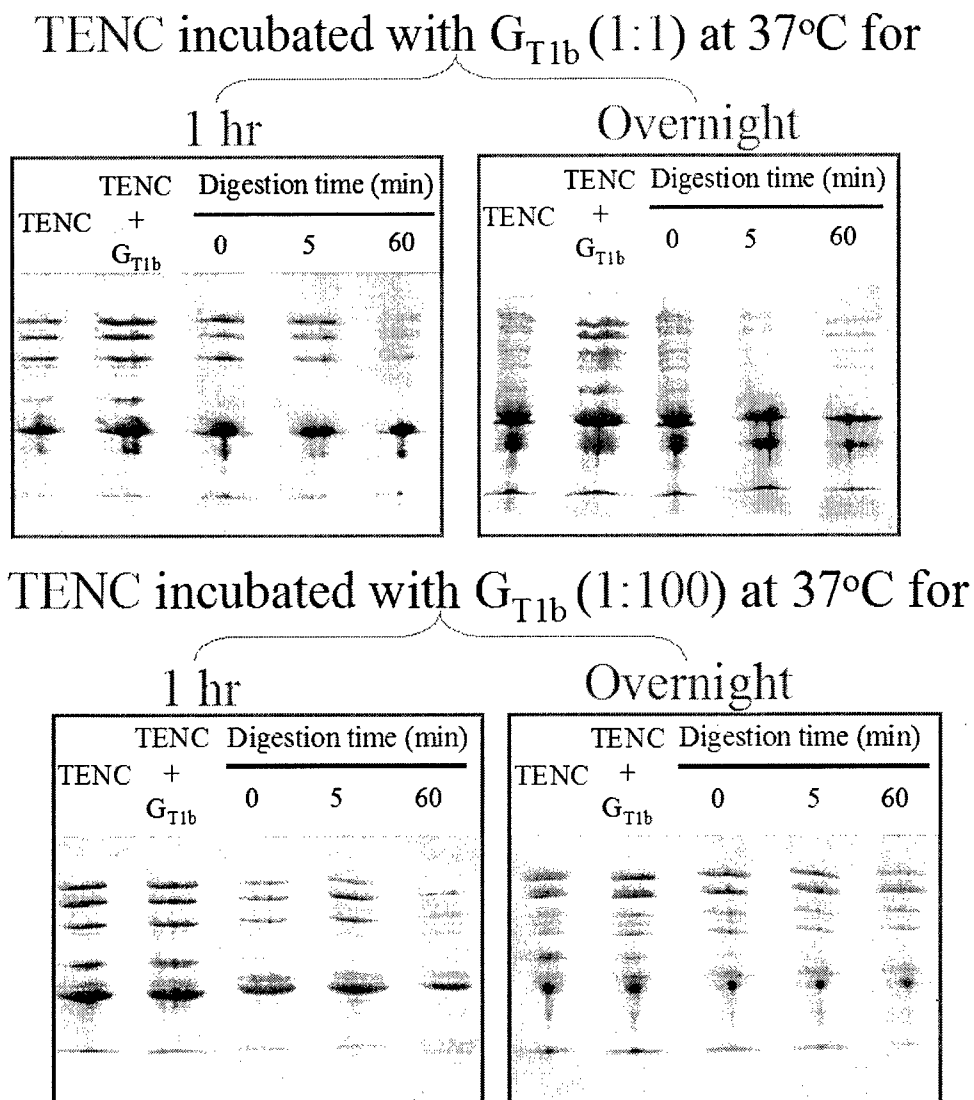 TENC incubated with GT1b (1:1) at 37°C for
1 hr
Overnight
TENC Digestion time (min)
TENC + 0 5 60
GT1b
TENC Digestion time (min)
TENC + 0 5 60
GT1b
TENC incubated with GT1b (1:100) at 37°C for
1 hr
Overnight
TENC Digestion time (min)
TENC + 0 5 60
GT1b
TENC Digestion time (min)
TENC + 0 5 60
GT1b